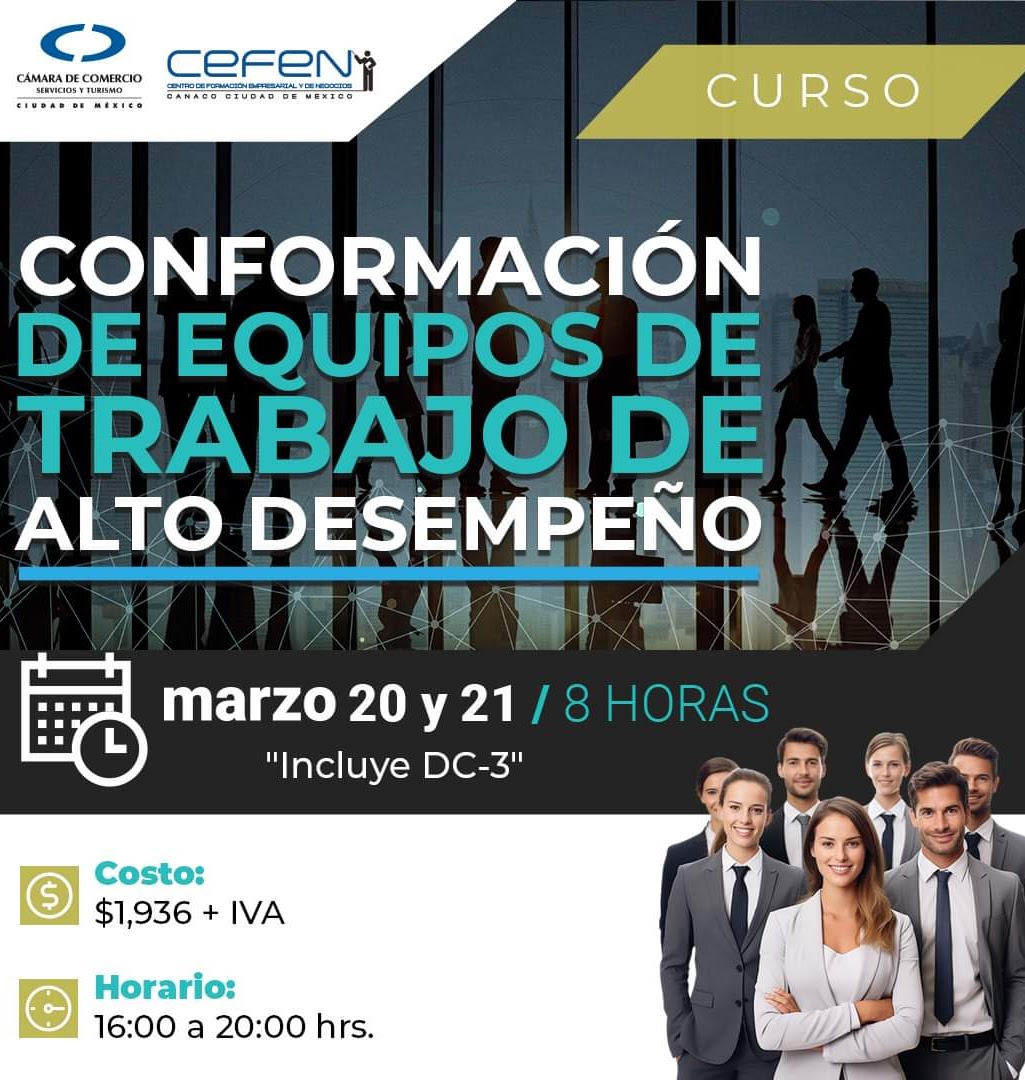 CÁMARA DE COMERCIO
SERVICIOS Y TURISMO
CIUDAD DE MÉXICO
CEFEN
CENTRO DE FORMACIÓN EMPRESARIAL Y DE NEGOCIOS
CANACO CIUDAD DE MÉXICO
CURSO
CONFORMACIÓN
DE EQUIPOS DE
TRABAJO DE
ALTO DESEMPEÑO
marzo 20 y 21 / 8 HORAS
"Incluye DC-3"
Costo:
$1,936 + IVA
Horario:
16:00 a 20:00 hrs.